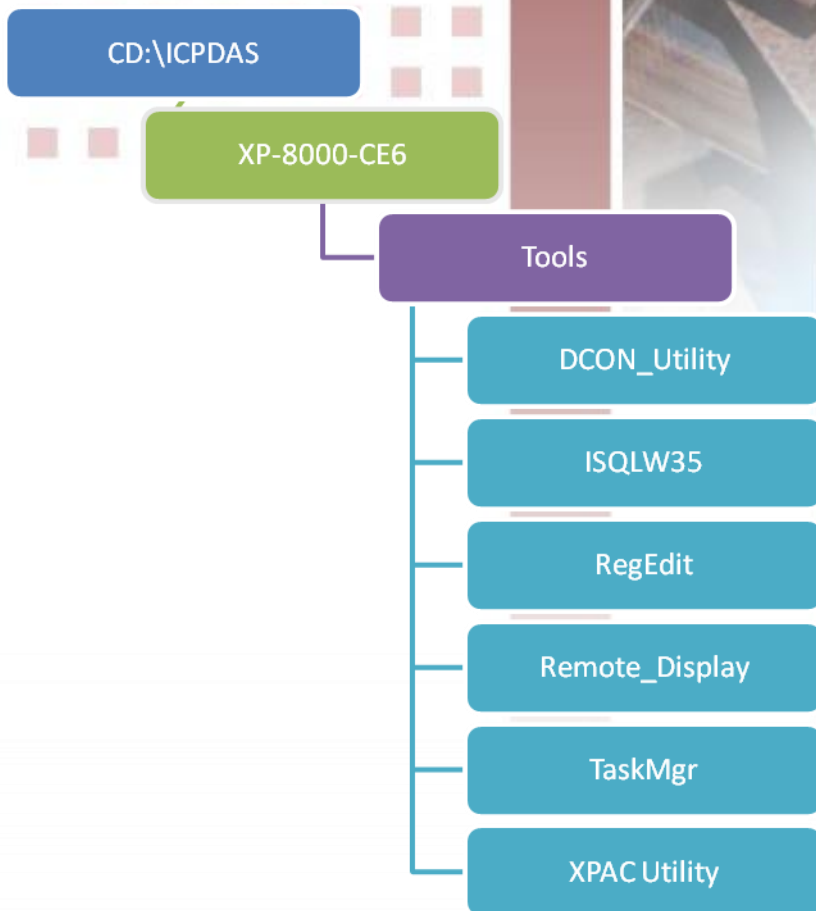 CD:\ICPDAS
XP-8000-CE6
Tools
DCON_Utility
ISQLW35
RegEdit
Remote_Display
TaskMgr
XPAC Utility